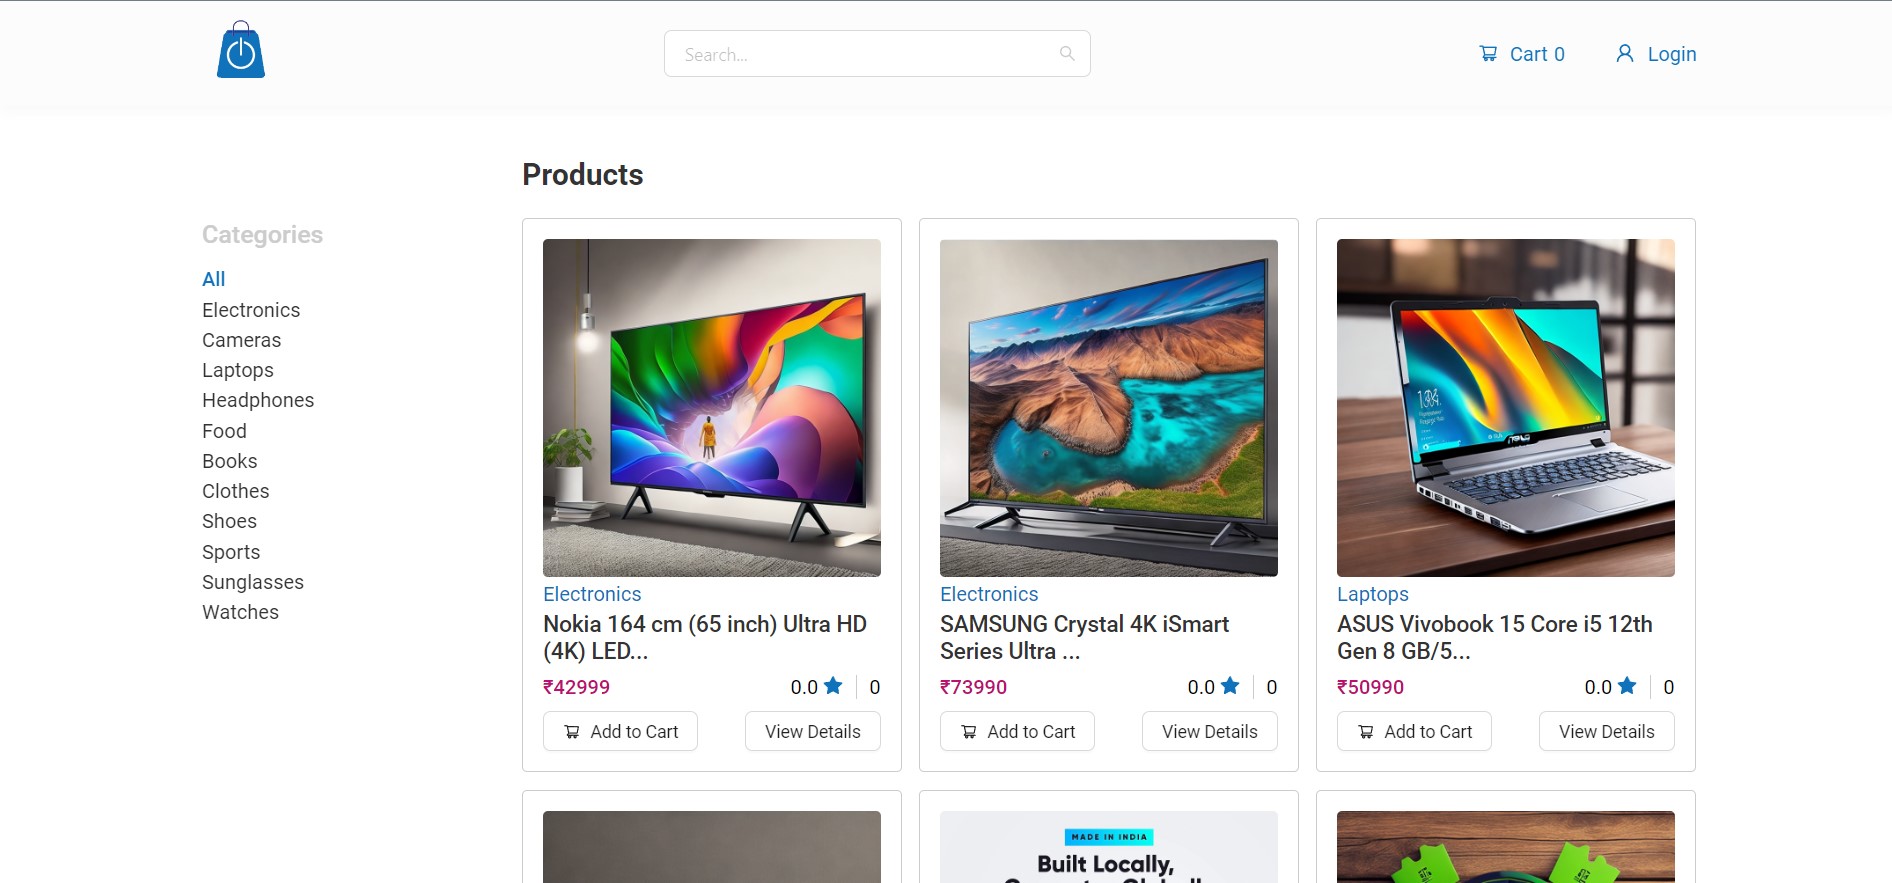 Search...
Cart 0
Login
Products
Categories
All
Electronics
Cameras
Laptops
Headphones
Food
Books
Clothes
Shoes
Sports
Sunglasses
Watches
Electronics
Nokia 164 cm (65 inch) Ultra HD
(4K) LED...
₹42999
0.0
0
Add to Cart
View Details
Electronics
SAMSUNG Crystal 4K iSmart
Series Ultra ...
₹73990
0.0
0
Add to Cart
View Details
Laptops
ASUS Vivobook 15 Core i5 12th
Gen 8 GB/5...
₹50990
0.0
0
Add to Cart
View Details
MADE IN INDIA
Built Locally,